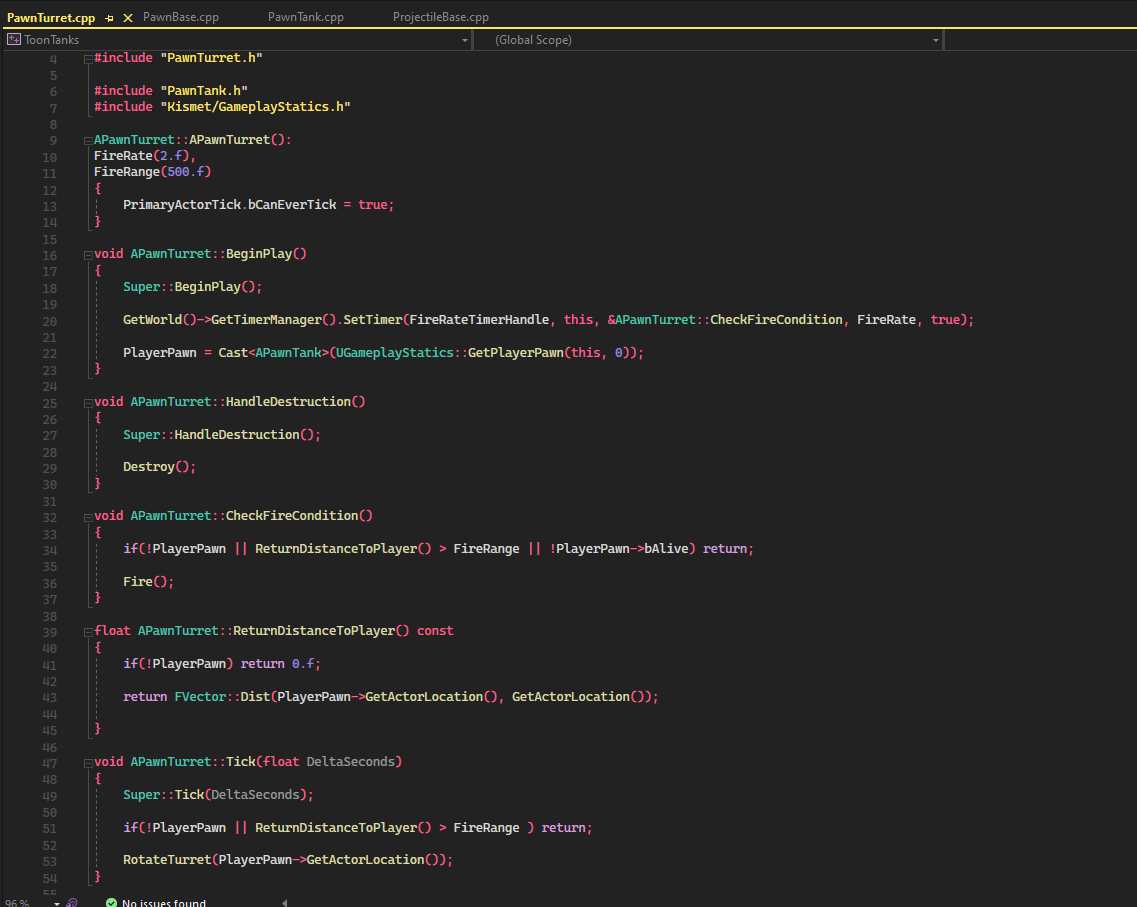 PawnTurret.cpp PawnBase.cpp PawnTank.cpp ProjectileBase.cpp
ToonTanks (Global Scope)
4 #include "PawnTurret.h"
5
6 #include "PawnTank.h"
7 #include "Kismet/GameplayStatics.h"
8
9 APawnTurret::APawnTurret():
10 FireRate(2.f),
11 FireRange(500.f)
12 {
13 PrimaryActorTick.bCanEverTick = true;
14 }
15
16 void APawnTurret::BeginPlay()
17 {
18 Super::BeginPlay();
19
20 GetWorld()->GetTimerManager().SetTimer(FireRateTimerHandle, this, &APawnTurret::CheckFireCondition, FireRate, true);
21
22 PlayerPawn = Cast<APawnTank>(UGameplayStatics::GetPlayerPawn(this, 0));
23 }
24
25 void APawnTurret::HandleDestruction()
26 {
27 Super::HandleDestruction();
28
29 Destroy();
30 }
31
32 void APawnTurret::CheckFireCondition()
33 {
34 if(!PlayerPawn || ReturnDistanceToPlayer() > FireRange || !PlayerPawn->bAlive) return;
35
36 Fire();
37 }
38
39 float APawnTurret::ReturnDistanceToPlayer() const
40 {
41 if(!PlayerPawn) return 0.f;
42
43 return FVector::Dist(PlayerPawn->GetActorLocation(), GetActorLocation());
44
45 }
46
47 void APawnTurret::Tick(float DeltaSeconds)
48 {
49 Super::Tick(DeltaSeconds);
50
51 if(!PlayerPawn || ReturnDistanceToPlayer() > FireRange ) return;
52
53 RotateTurret(PlayerPawn->GetActorLocation());
54 }
55
96 % No issues found